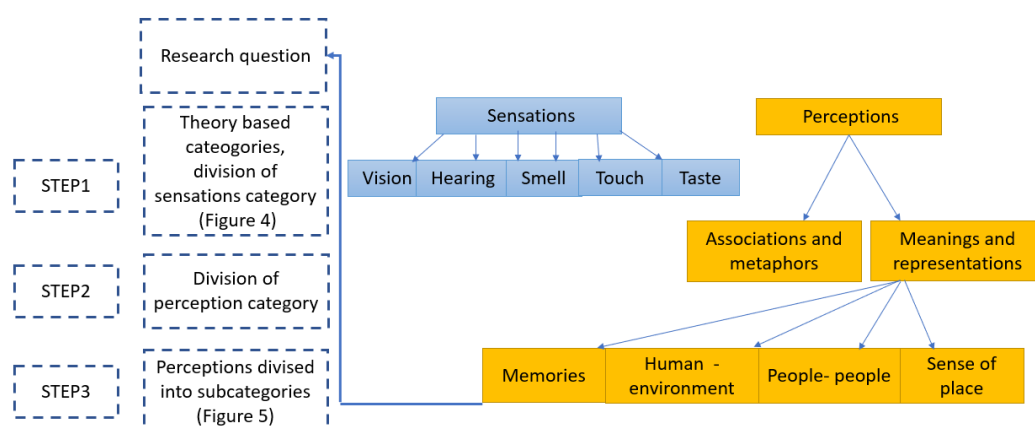 Research question
Theory based
cateogories,
division of
sensations category
(Figure 4)
STEP1
Sensations
Vision
Hearing
Smell
Touch
Taste
Perceptions
Associations and
metaphors
Meanings and
representations
STEP2
Division of
perception category
STEP3
Perceptions divised
into subcategories
(Figure 5)
Memories
Human -
environment
People- people
Sense of
place